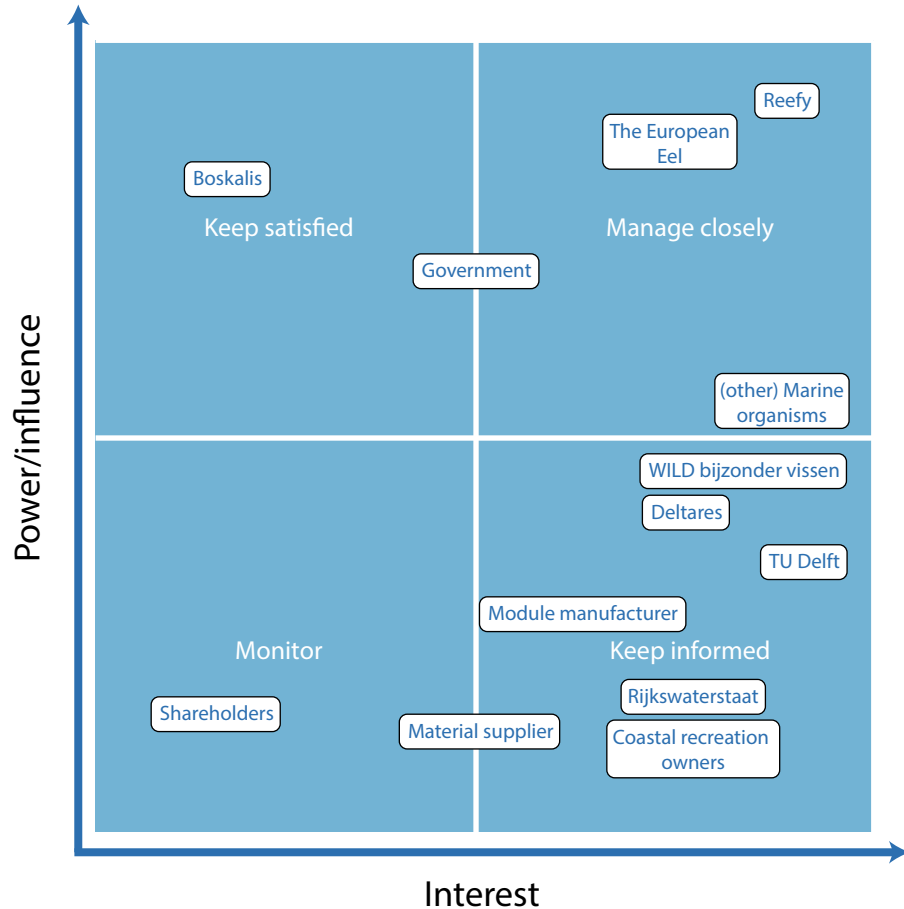 Reefy
The European
Eel
Boskalis
Keep satisfied
Manage closely
Government
(other) Marine
organisms
Power/influence
WILD bijzonder vissen
Deltares
TU Delft
Module manufacturer
Monitor
Keep informed
Rijkswaterstaat
Shareholders
Material supplier
Coastal recreation
owners
Interest